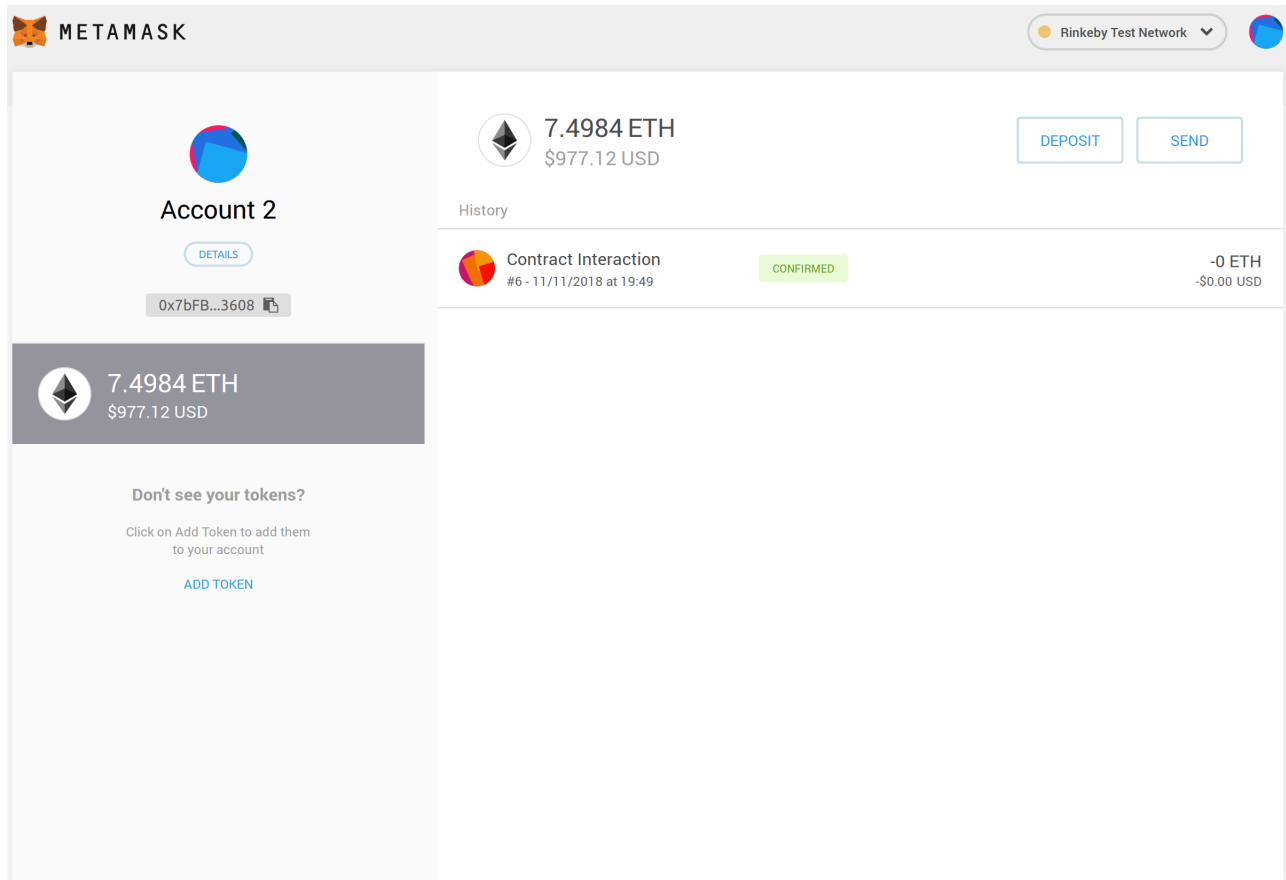 METAMASK
Rinkeby Test Network
Account 2
DETAILS
0x7bFB...3608
7.4984 ETH
$977.12 USD
Don't see your tokens?
Click on Add Token to add them
to your account
ADD TOKEN
7.4984 ETH
$977.12 USD
DEPOSIT
SEND
History
Contract Interaction
#6 - 11/11/2018 at 19:49
CONFIRMED
-0 ETH
-$0.00 USD